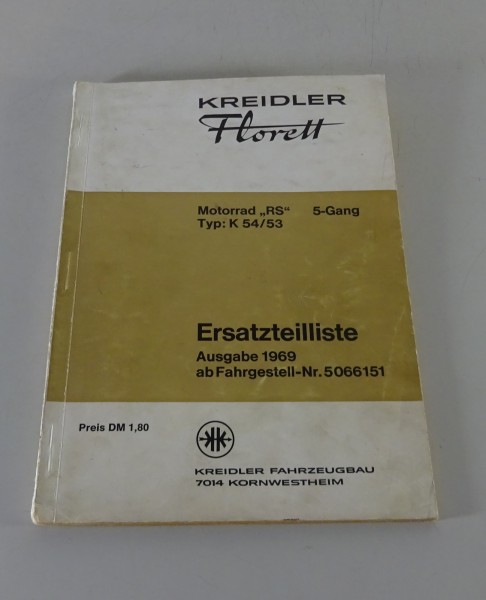 KREIDLER
Florett
Motorrad „RS“ 5-Gang
Typ: K 54/53
Ersatzteilliste
Ausgabe 1969
ab Fahrgestell-Nr. 5066151
Preis DM 1,80
KREIDLER FAHRZEUGBAU
7014 KORNWESTHEIM